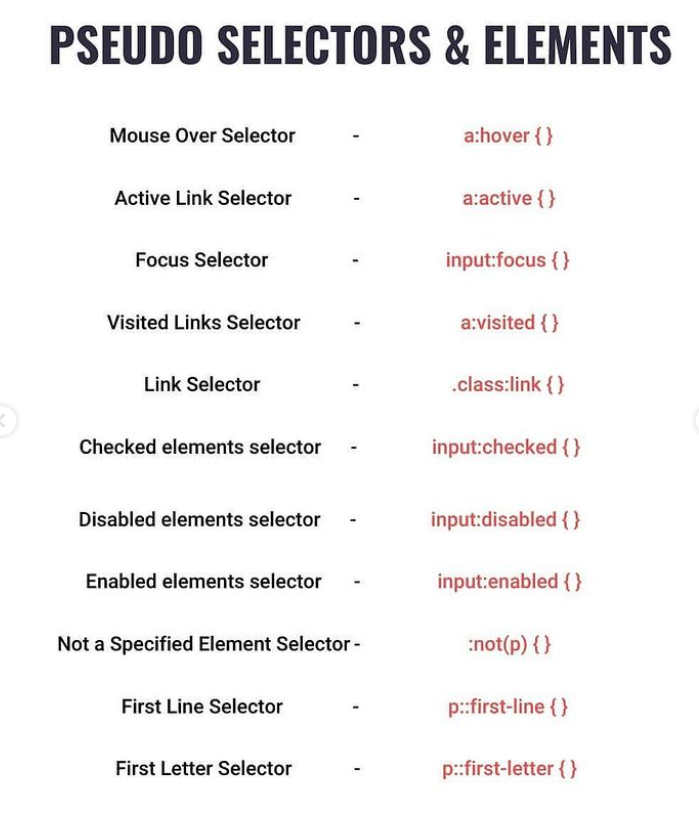 PSEUDO SELECTORS & ELEMENTS
Mouse Over Selector - a:hover { }
Active Link Selector - a:active { }
Focus Selector - input:focus { }
Visited Links Selector - a:visited { }
Link Selector - .class:link { }
Checked elements selector - input:checked { }
Disabled elements selector - input:disabled { }
Enabled elements selector - input:enabled { }
Not a Specified Element Selector - :not(p) { }
First Line Selector - p::first-line { }
First Letter Selector - p::first-letter { }